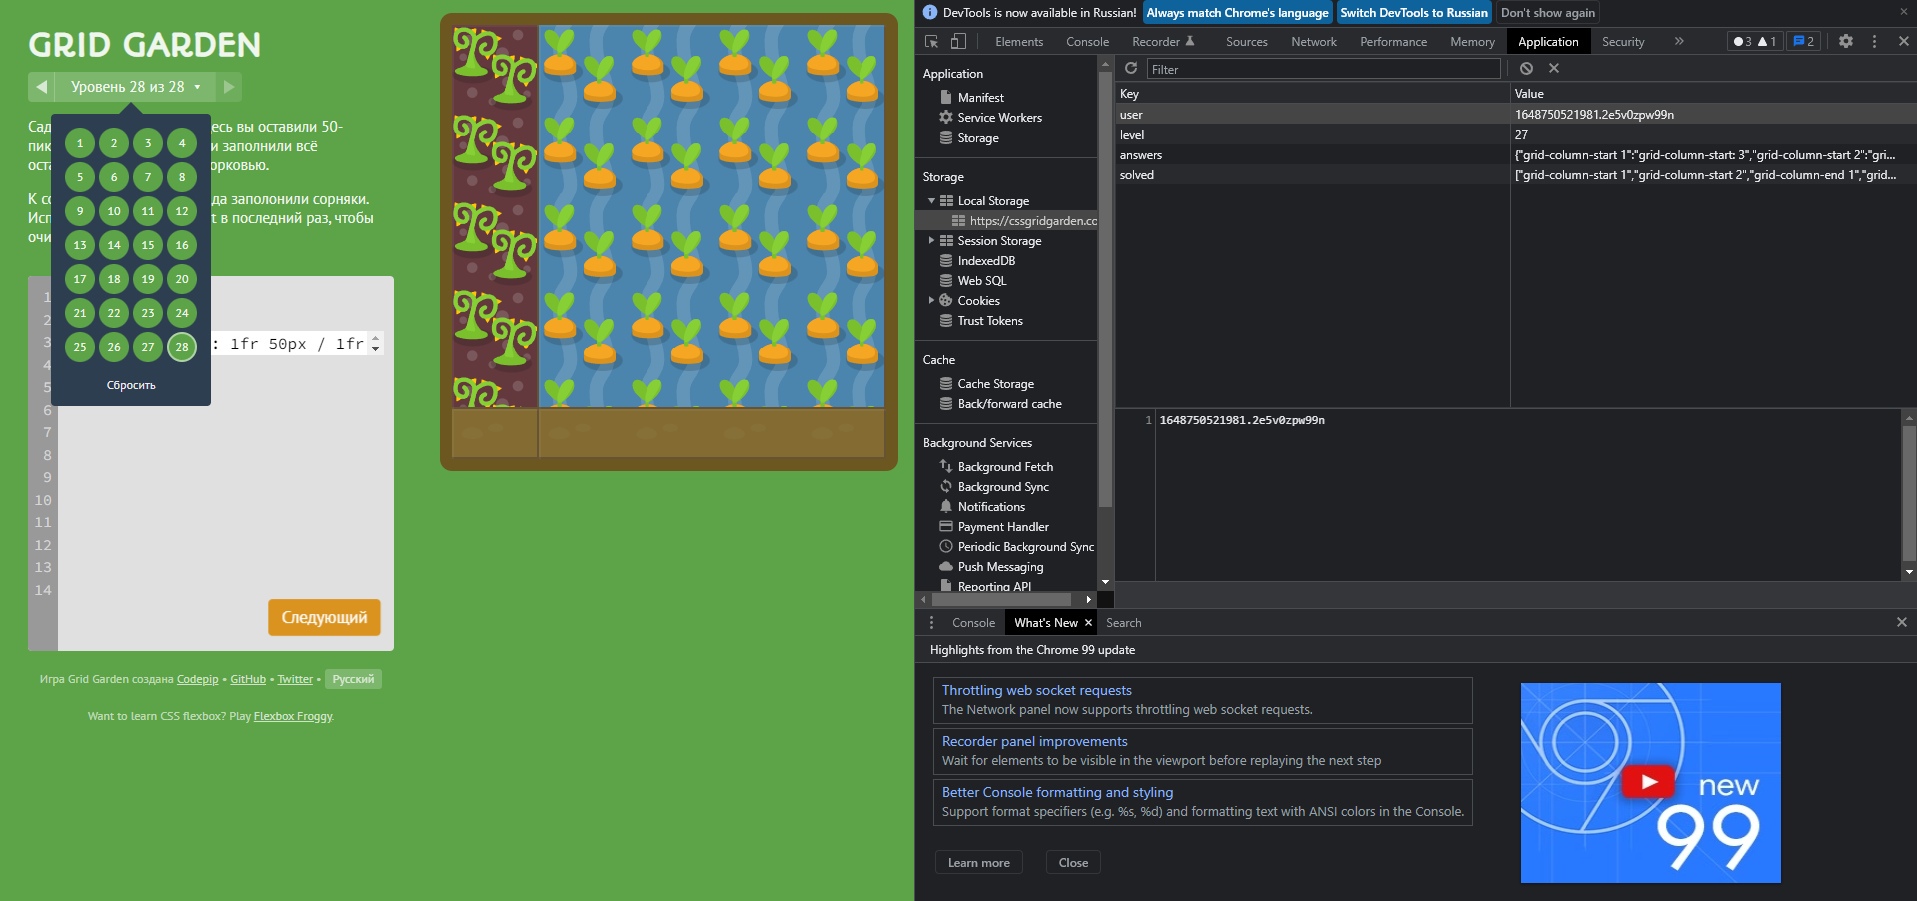 GRID GARDEN
Уровень 28 из 28
Сад
есь вы оставили 50-
пик
и заполнили всё
оста
орковью.
К со
да заполонили сорняки.
Исп
t в последний раз, чтобы
очи
1 2 3 4
5 6 7 8
9 10 11 12
13 14 15 16
17 18 19 20
21 22 23 24
25 26 27 28
Сбросить
1
2
3
: 1fr 50px / 1fr
4
5
6
7
8
9
10
11
12
13
14
Следующий
Игра Grid Garden создана Codepip • GitHub • Twitter • Русский
Want to learn CSS flexbox? Play Flexbox Froggy.
DevTools is now available in Russian! Always match Chrome's language Switch DevTools to Russian Don't show again
Elements Console Recorder Sources Network Performance Memory Application Security 3 1 2
Application
Manifest
Service Workers
Storage
Storage
Local Storage
https://cssgridgarden.co
Session Storage
IndexedDB
Web SQL
Cookies
Trust Tokens
Cache
Cache Storage
Back/forward cache
Background Services
Background Fetch
Background Sync
Notifications
Payment Handler
Periodic Background Sync
Push Messaging
Reporting API
Filter
Key Value
user 1648750521981.2e5v0zpw99n
level 27
answers {"grid-column-start 1":"grid-column-start: 3","grid-column-start 2":"gri...
solved ["grid-column-start 1","grid-column-start 2","grid-column-end 1","grid...
1 1648750521981.2e5v0zpw99n
Console What's New Search
Highlights from the Chrome 99 update
Throttling web socket requests
The Network panel now supports throttling web socket requests.
Recorder panel improvements
Wait for elements to be visible in the viewport before replaying the next step
Better Console formatting and styling
Support format specifiers (e.g. %s, %d) and formatting text with ANSI colors in the Console.
Learn more Close
new
99